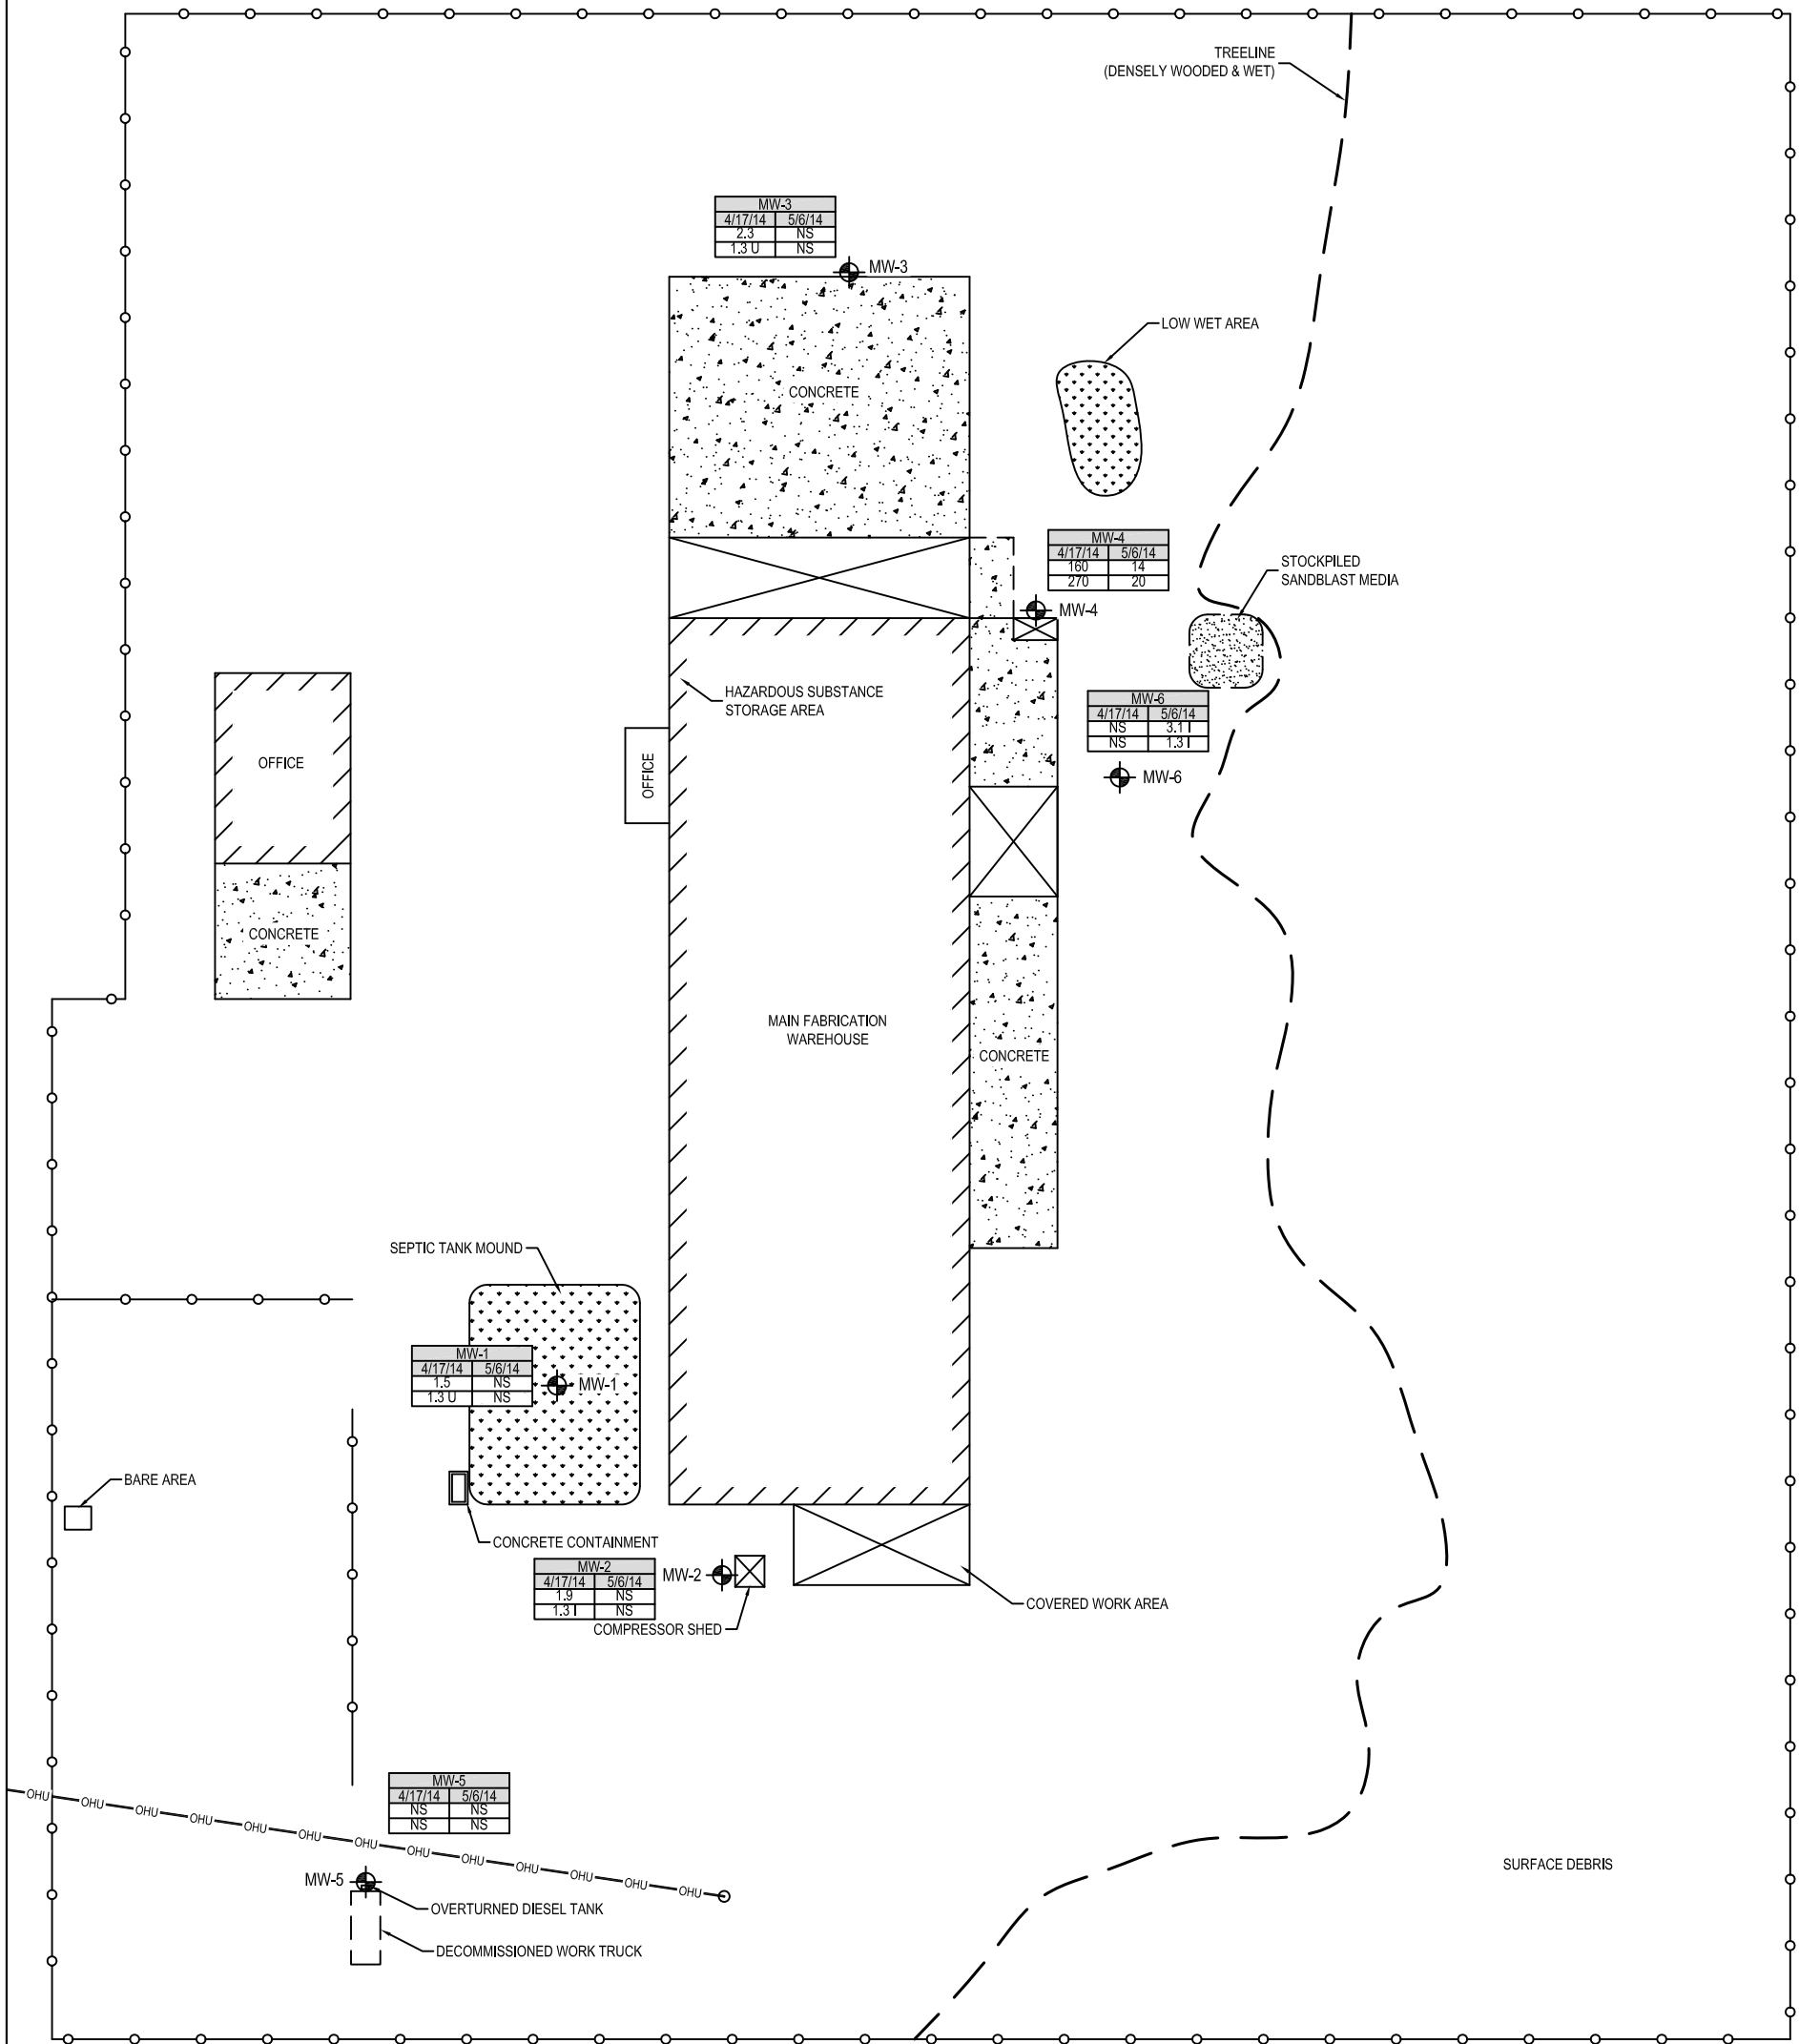 TREELINE
(DENSELY WOODED & WET)
MW-3
4/17/14 5/6/14
2.3 NS
1.3 U NS
MW-3
LOW WET AREA
CONCRETE
MW-4
4/17/14 5/6/14
160 14
270 20
STOCKPILED
SANDBLAST MEDIA
MW-4
HAZARDOUS SUBSTANCE
STORAGE AREA
MW-6
4/17/14 5/6/14
NS 3.1 I
NS 1.3 I
MW-6
OFFICE
OFFICE
CONCRETE
MAIN FABRICATION
WAREHOUSE
CONCRETE
SEPTIC TANK MOUND
MW-1
4/17/14 5/6/14
1.5 NS
1.3 U NS
MW-1
BARE AREA
CONCRETE CONTAINMENT
MW-2
4/17/14 5/6/14
1.9 NS
1.3 I NS
MW-2
COVERED WORK AREA
COMPRESSOR SHED
MW-5
4/17/14 5/6/14
NS NS
NS NS
OHU OHU OHU OHU OHU OHU OHU OHU OHU OHU OHU OHU OHU
SURFACE DEBRIS
MW-5
OVERTURNED DIESEL TANK
DECOMMISSIONED WORK TRUCK